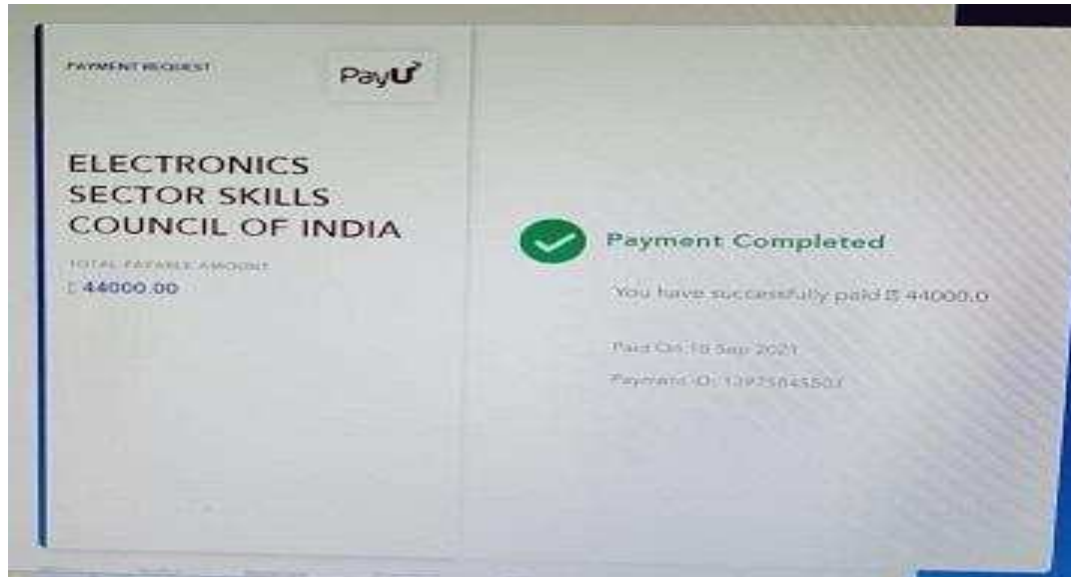 PAYMENT REQUEST
PayU
ELECTRONICS
SECTOR SKILLS
COUNCIL OF INDIA
TOTAL PAYABLE AMOUNT
44000.00
Payment Completed
You have successfully paid 44000.0
Paid On Sep 2021
Payment ID: